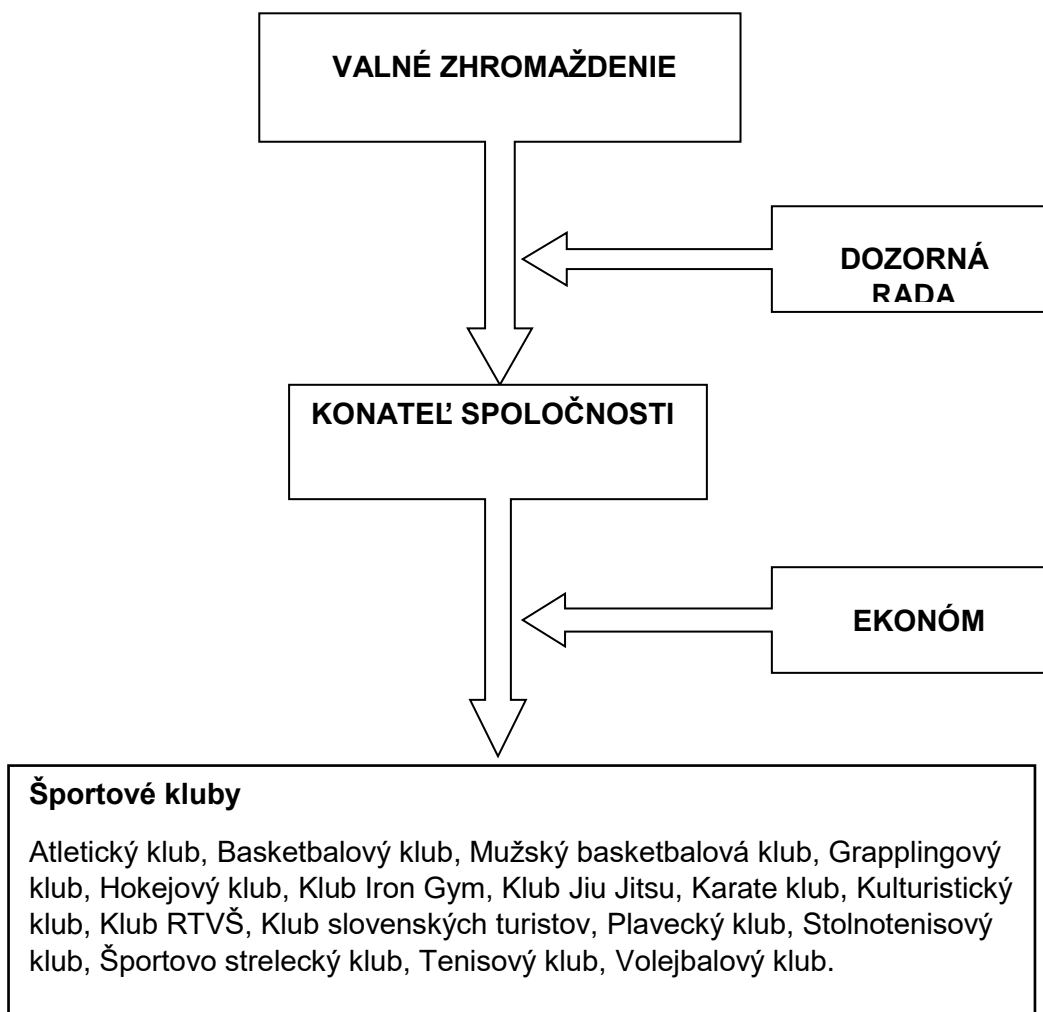 VALNÉ ZHROMAŽDENIE
DOZORNÁ
RADA
KONATEĽ SPOLOČNOSTI
EKONÓM
Športové kluby
Atletický klub, Basketbalový klub, Mužský basketbalová klub, Grapplingový
klub, Hokejový klub, Klub Iron Gym, Klub Jiu Jitsu, Karate klub, Kulturistický
klub, Klub RTVŠ, Klub slovenských turistov, Plavecký klub, Stolnotenisový
klub, Športovo strelecký klub, Tenisový klub, Volejbalový klub.